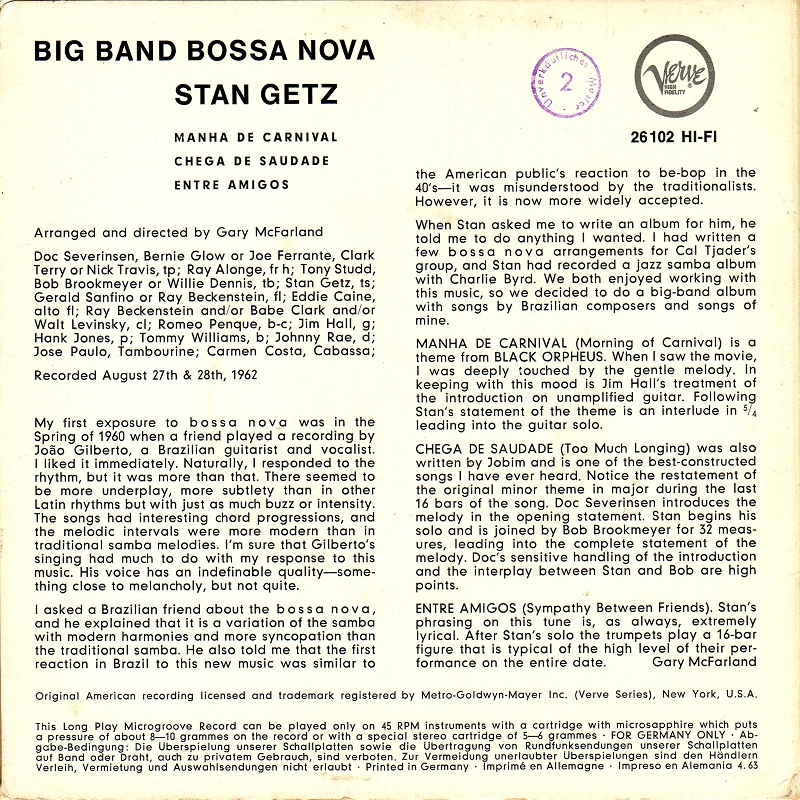 BIG BAND BOSSA NOVA
STAN GETZ
MANHA DE CARNIVAL
CHEGA DE SAUDADE
ENTRE AMIGOS
Unverkäufliches Muster
2
Verve
HIGH
FIDELITY
®
26102 HI-FI
Arranged and directed by Gary McFarland
Doc Severinsen, Bernie Glow or Joe Ferrante, Clark
Terry or Nick Travis, tp; Ray Alonge, fr h; Tony Studd,
Bob Brookmeyer or Willie Dennis, tb; Stan Getz, ts;
Gerald Sanfino or Ray Beckenstein, fl; Eddie Caine,
alto fl; Ray Beckenstein and/or Babe Clark and/or
Walt Levinsky, cl; Romeo Penque, b-c; Jim Hall, g;
Hank Jones, p; Tommy Williams, b; Johnny Rae, d;
Jose Paulo, Tambourine; Carmen Costa, Cabassa;
Recorded August 27th & 28th, 1962
My first exposure to bossa nova was in the
Spring of 1960 when a friend played a recording by
João Gilberto, a Brazilian guitarist and vocalist.
I liked it immediately. Naturally, I responded to the
rhythm, but it was more than that. There seemed to
be more underplay, more subtlety than in other
Latin rhythms but with just as much buzz or intensity.
The songs had interesting chord progressions, and
the melodic intervals were more modern than in
traditional samba melodies. I'm sure that Gilberto's
singing had much to do with my response to this
music. His voice has an indefinable quality—some-
thing close to melancholy, but not quite.
I asked a Brazilian friend about the bossa nova,
and he explained that it is a variation of the samba
with modern harmonies and more syncopation than
the traditional samba. He also told me that the first
reaction in Brazil to this new music was similar to
the American public's reaction to be-bop in the
40's—it was misunderstood by the traditionalists.
However, it is now more widely accepted.
When Stan asked me to write an album for him, he
told me to do anything I wanted. I had written a
few bossa nova arrangements for Cal Tjader's
group, and Stan had recorded a jazz samba album
with Charlie Byrd. We both enjoyed working with
this music, so we decided to do a big-band album
with songs by Brazilian composers and songs of
mine.
MANHA DE CARNIVAL (Morning of Carnival) is a
theme from BLACK ORPHEUS. When I saw the movie,
I was deeply touched by the gentle melody. In
keeping with this mood is Jim Hall's treatment of
the introduction on unamplified guitar. Following
Stan's statement of the theme is an interlude in 5/4
leading into the guitar solo.
CHEGA DE SAUDADE (Too Much Longing) was also
written by Jobim and is one of the best-constructed
songs I have ever heard. Notice the restatement of
the original minor theme in major during the last
16 bars of the song. Doc Severinsen introduces the
melody in the opening statement. Stan begins his
solo and is joined by Bob Brookmeyer for 32 meas-
ures, leading into the complete statement of the
melody. Doc's sensitive handling of the introduction
and the interplay between Stan and Bob are high
points.
ENTRE AMIGOS (Sympathy Between Friends). Stan's
phrasing on this tune is, as always, extremely
lyrical. After Stan's solo the trumpets play a 16-bar
figure that is typical of the high level of their per-
formance on the entire date. Gary McFarland
Original American recording licensed and trademark registered by Metro-Goldwyn-Mayer Inc. (Verve Series), New York, U.S.A.
This Long Play Microgroove Record can be played only on 45 RPM instruments with a cartridge with microsapphire which puts
a pressure of about 8—10 grammes on the record or with a special stereo cartridge of 5—6 grammes · FOR GERMANY ONLY · Ab-
gabe-Bedingung: Die Überspielung unserer Schallplatten sowie die Übertragung von Rundfunksendungen unserer Schallplatten
auf Band oder Draht, auch zu privatem Gebrauch, sind verboten. Zur Vermeidung unerlaubter Überspielungen sind den Händlern
Verleih, Vermietung und Auswahlsendungen nicht erlaubt · Printed in Germany · Imprimé en Allemagne · Impreso en Alemania 4. 63